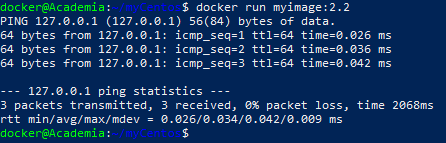 docker@Academia:~/myLinux$ docker run myimage:2.2
PING 127.0.0.1 (127.0.0.1) 56(84) bytes of data.
64 bytes from 127.0.0.1: icmp_seq=1 ttl=64 time=0.026 ms
64 bytes from 127.0.0.1: icmp_seq=2 ttl=64 time=0.036 ms
64 bytes from 127.0.0.1: icmp_seq=3 ttl=64 time=0.042 ms
--- 127.0.0.1 ping statistics ---
3 packets transmitted, 3 received, 0% packet loss, time 2068ms
rtt min/avg/max/mdev = 0.026/0.034/0.042/0.009 ms
docker@Academia:~/myLinux$